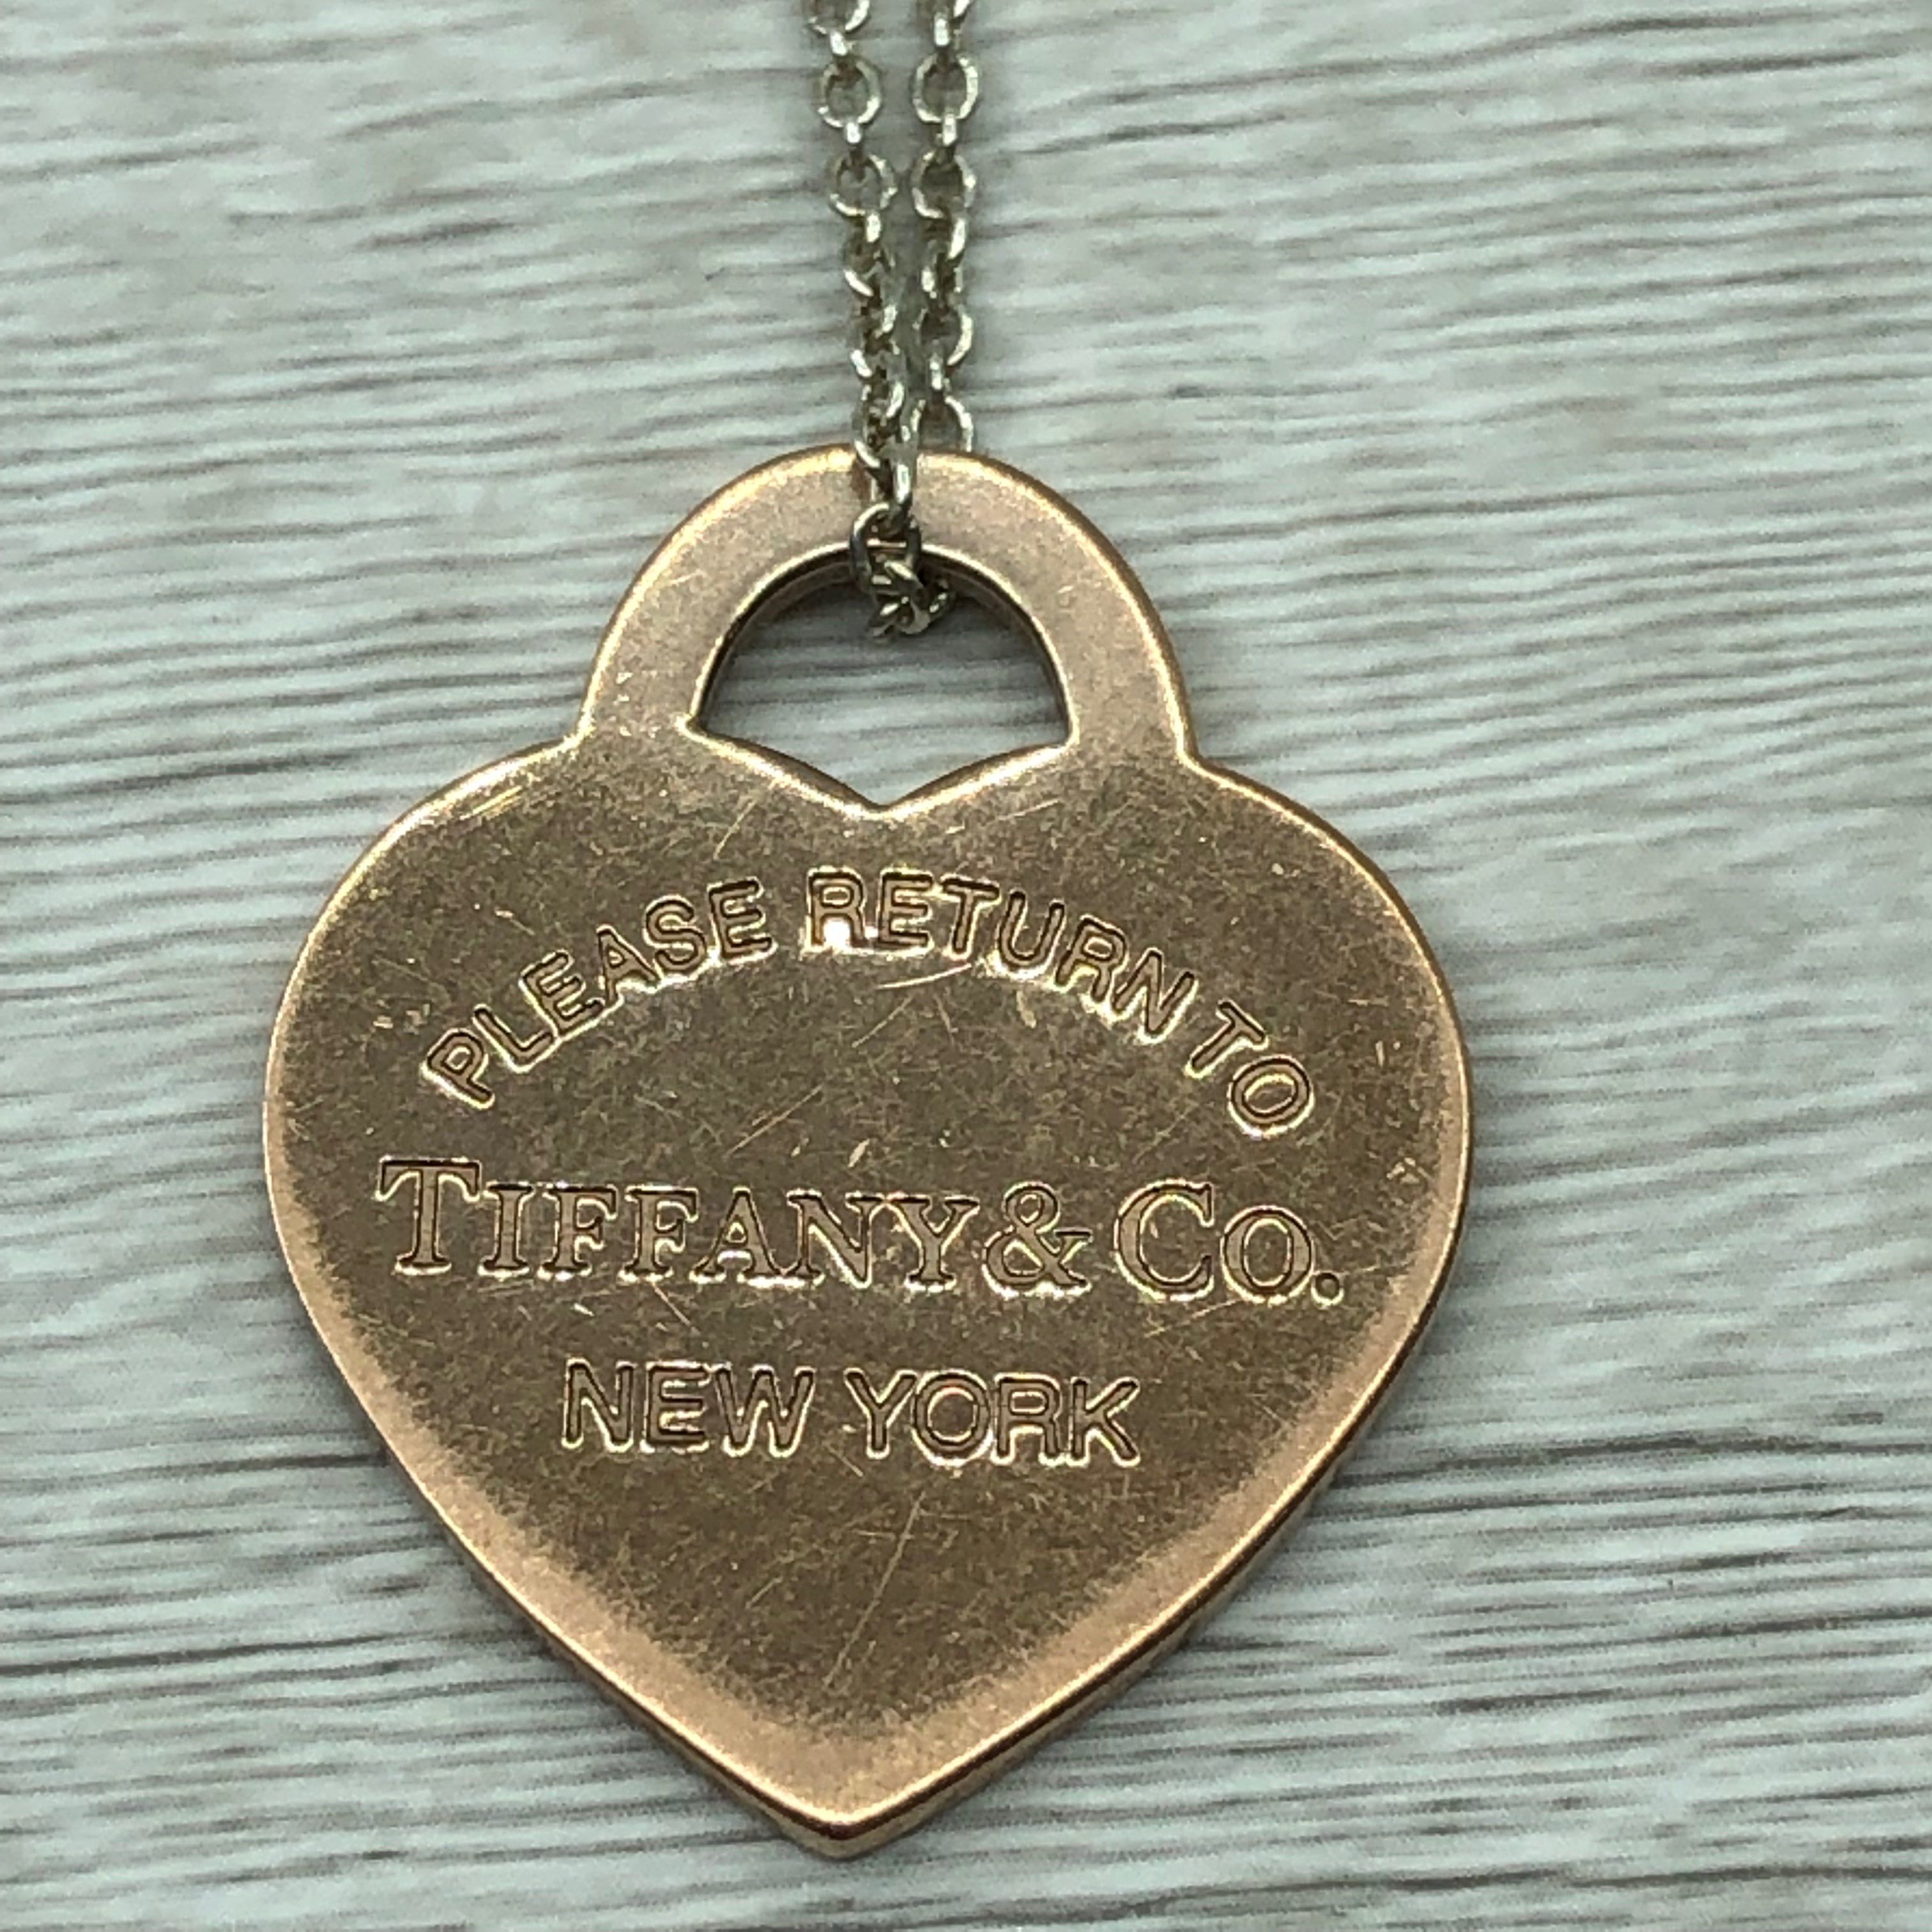 PLEASE RETURN TO
TIFFANY & CO.
NEW YORK